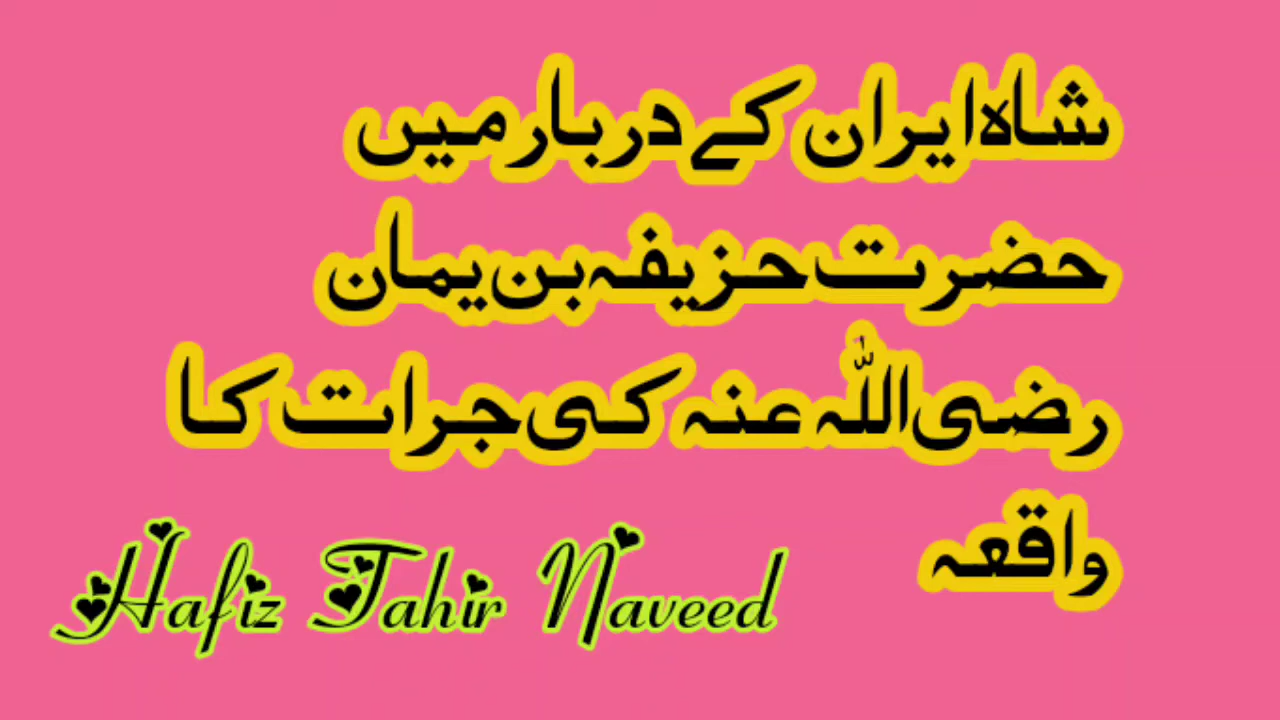 شاہ ایران کے دربار میں
حضرت حزیفہ بن یمان
رضی اللہ عنہ کی جرات کا
واقعہ
Hafiz Tahir Naveed